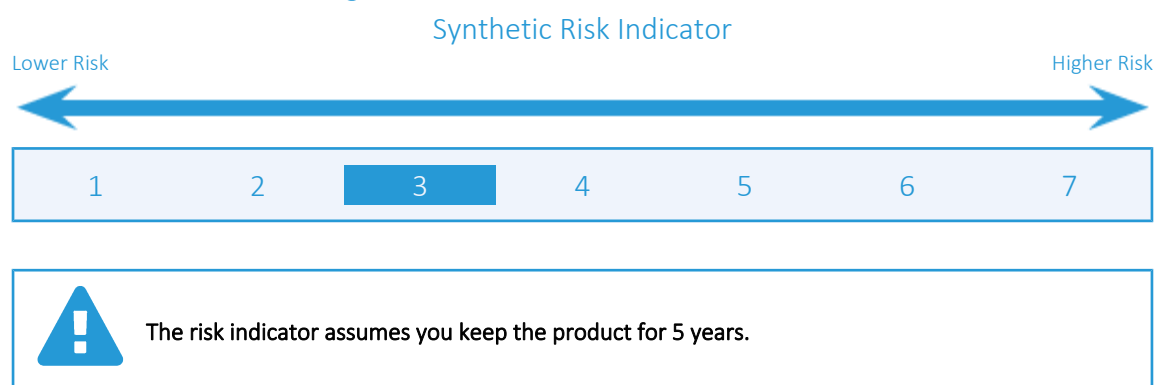 Synthetic Risk Indicator
Lower Risk Higher Risk
1 2 3 4 5 6 7
The risk indicator assumes you keep the product for 5 years.